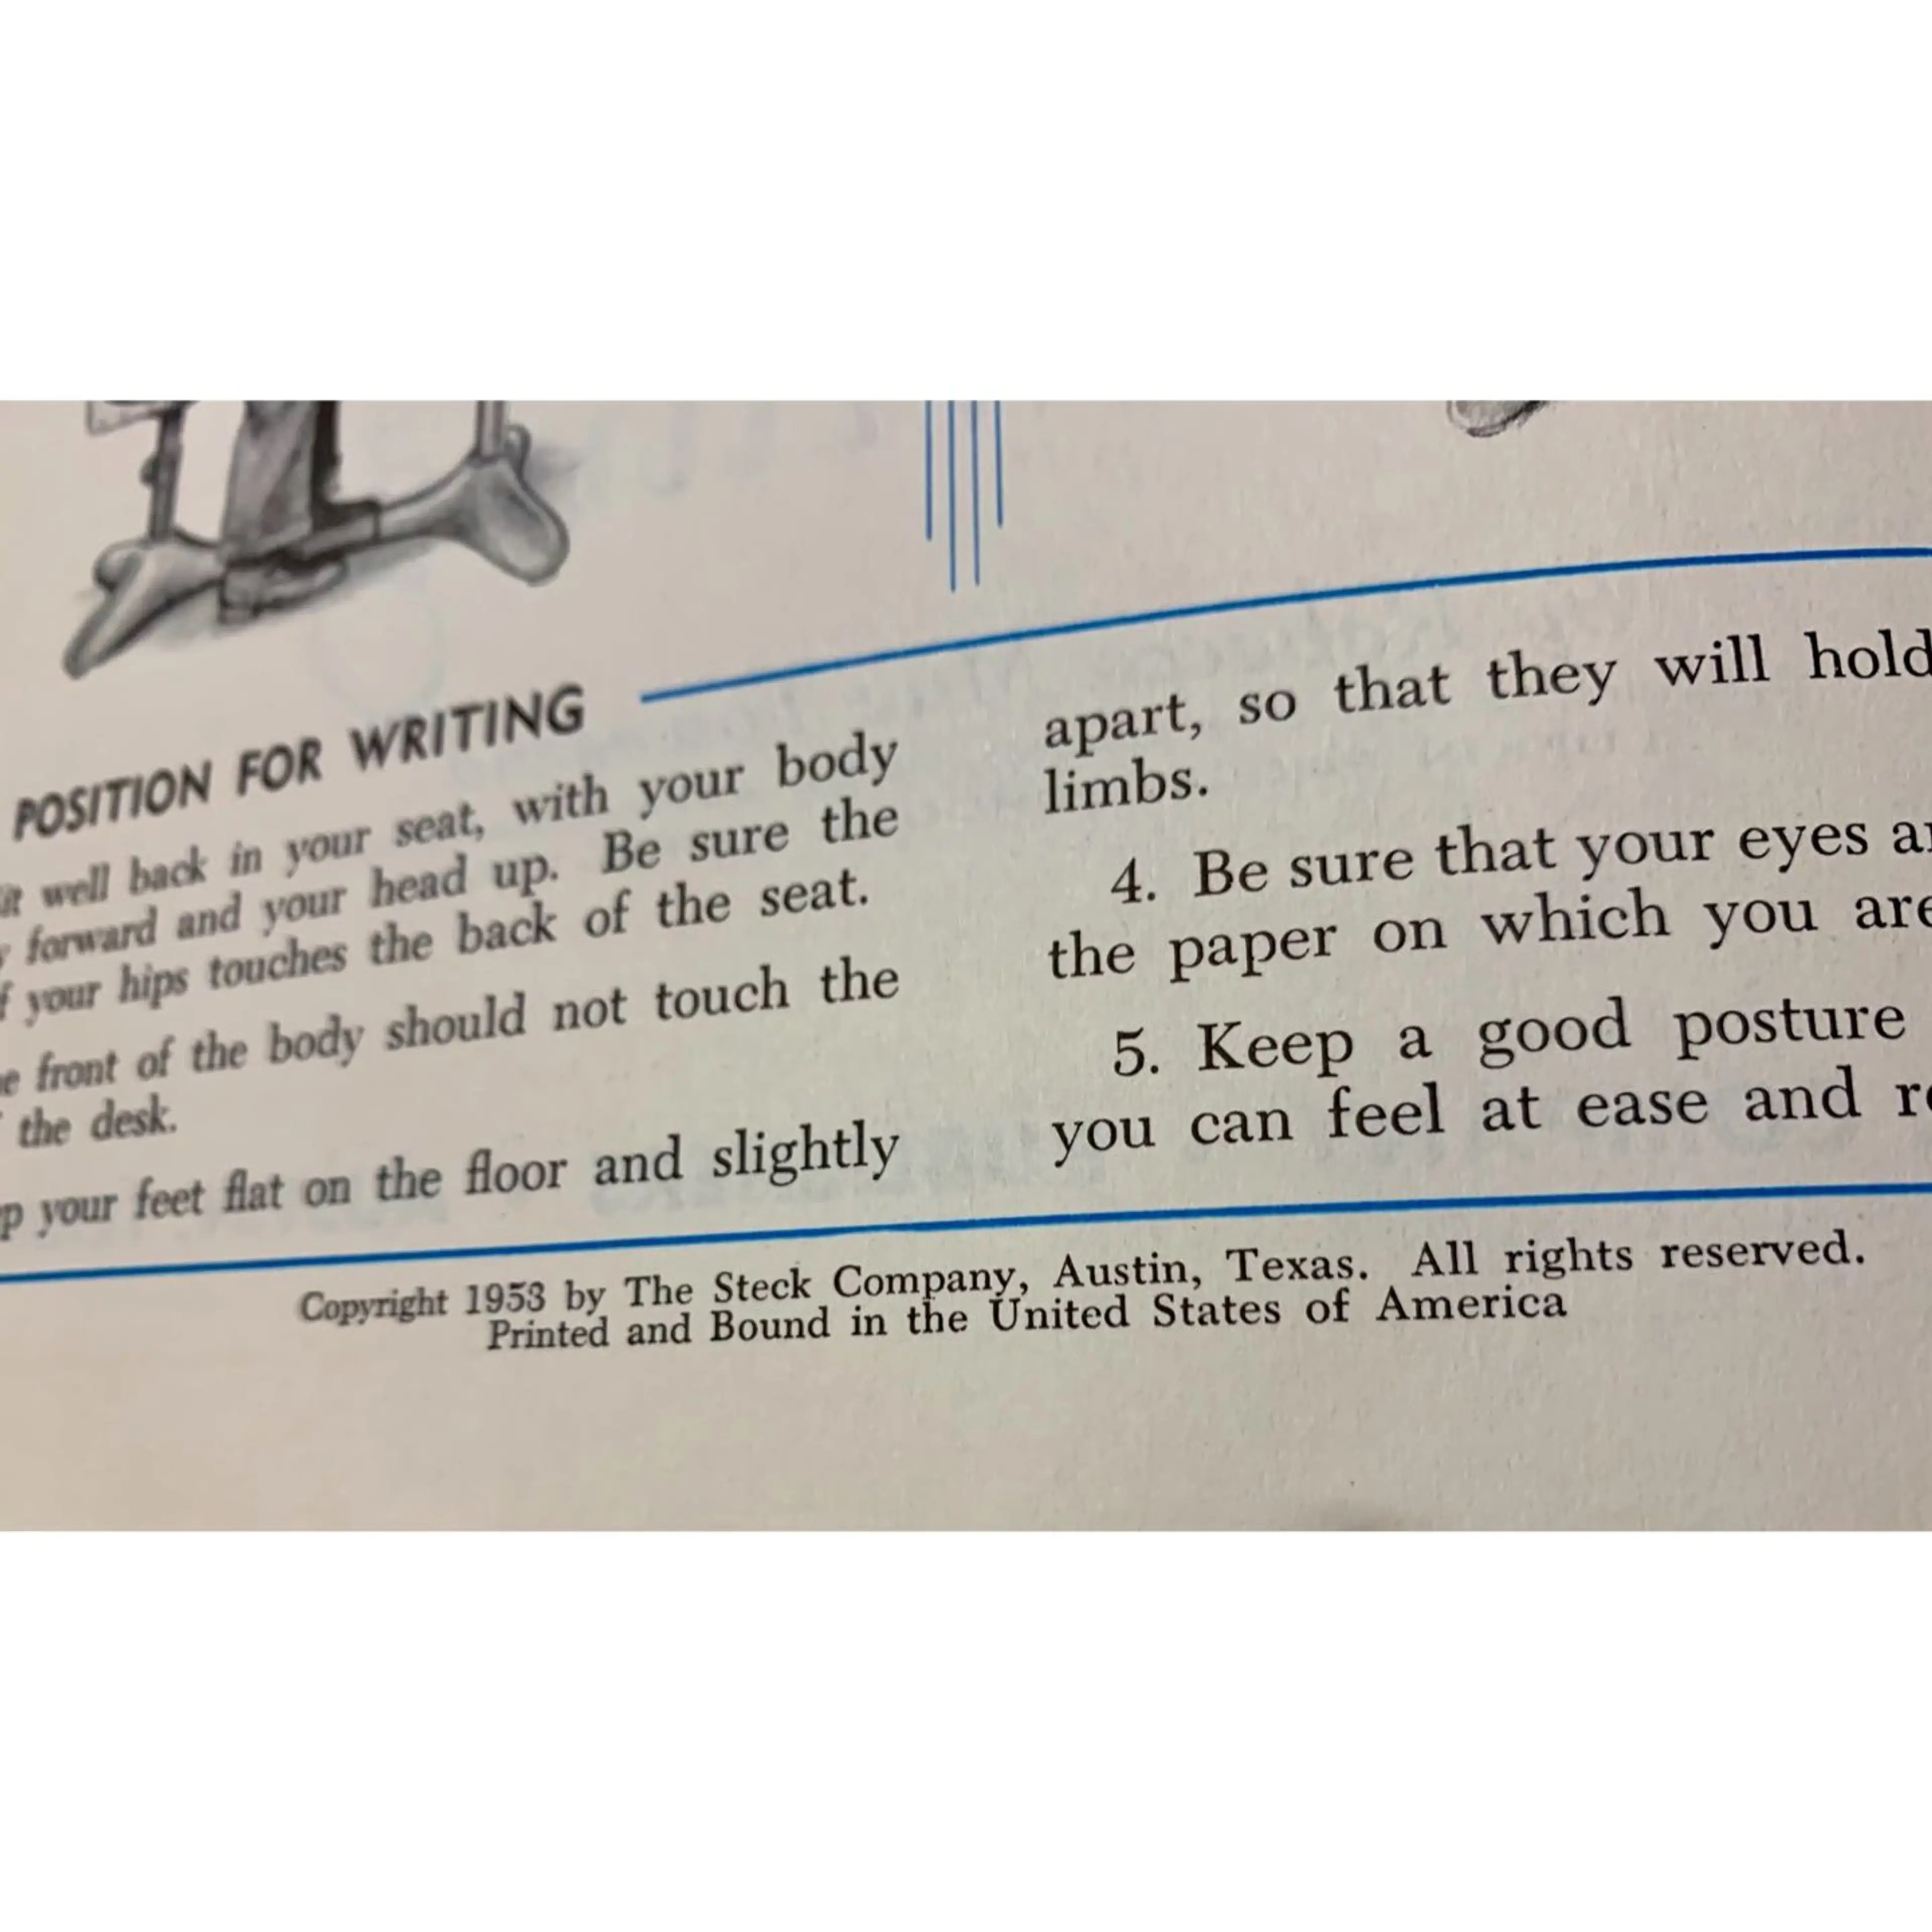 POSITION FOR WRITING
well back in your seat, with your body
forward and your head up. Be sure the
your hips touches the back of the seat.
front of the body should not touch the
the desk.
your feet flat on the floor and slightly
apart, so that they will hold
limbs.
4. Be sure that your eyes
the paper on which you are
5. Keep a good posture
you can feel at ease and
Copyright 1953 by The Steck Company, Austin, Texas. All rights reserved.
Printed and Bound in the United States of America